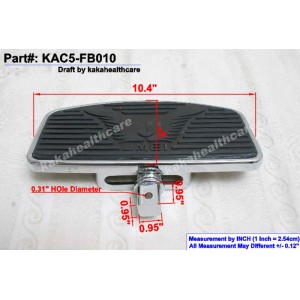 Part#: KAC5-FB010
Draft by kakahealthcare
10.4"
kakahealthcare
0.31" HOle Diameter
0.95"
0.95"
0.95"
Measurement by INCH (1 Inch = 2.54cm)
All Measurement May Different +/- 0.12"